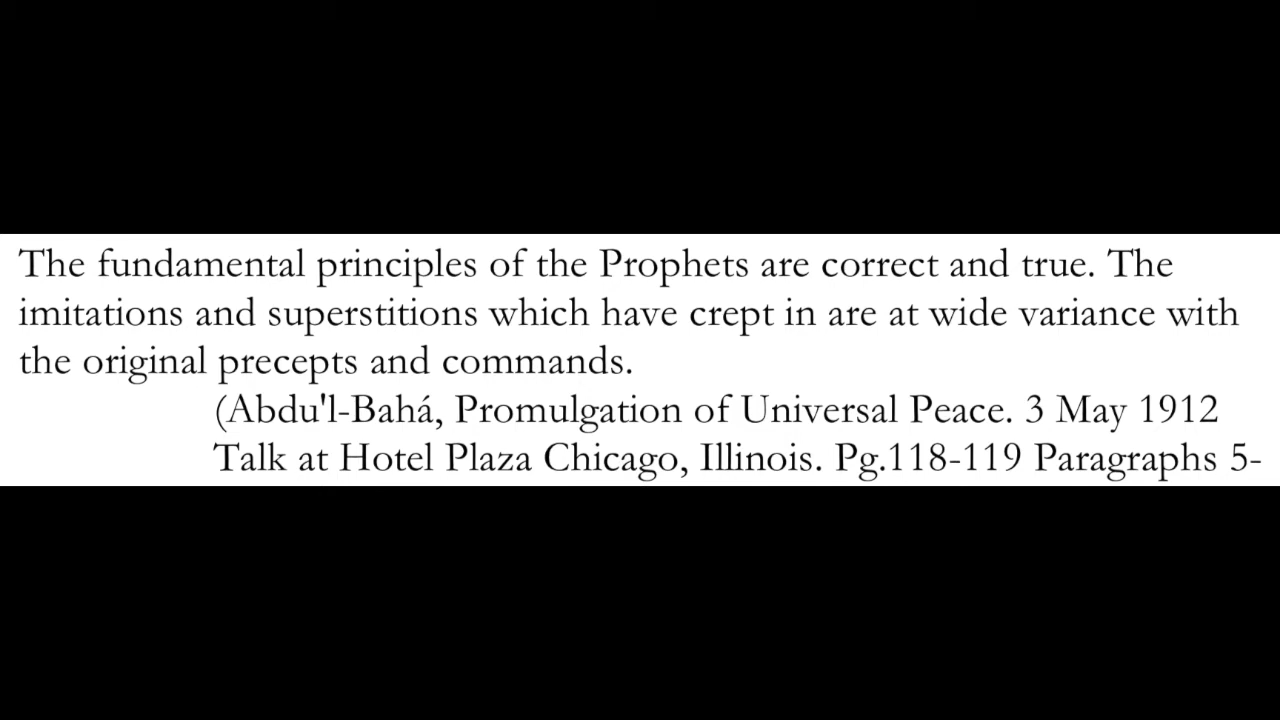 The fundamental principles of the Prophets are correct and true. The
imitations and superstitions which have crept in are at wide variance with
the original precepts and commands.
(Abdu'l-Bahá, Promulgation of Universal Peace. 3 May 1912
Talk at Hotel Plaza Chicago, Illinois. Pg.118-119 Paragraphs 5-